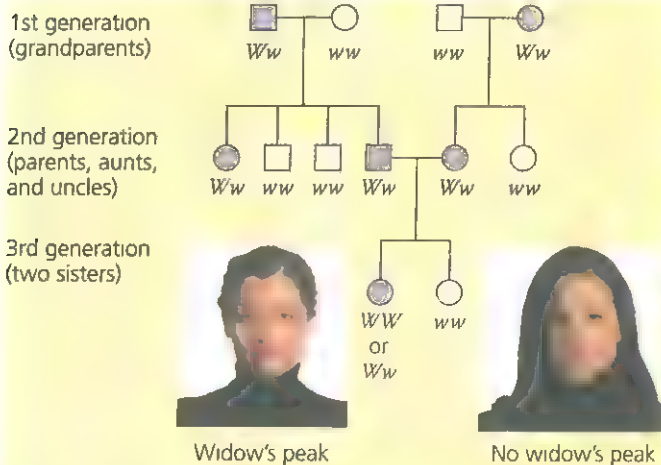 1st generation
(grandparents)
Ww ww ww Ww
2nd generation
(parents, aunts,
and uncles)
Ww ww ww Ww Ww ww
3rd generation
(two sisters)
WW ww
or
Ww
Widow's peak No widow's peak